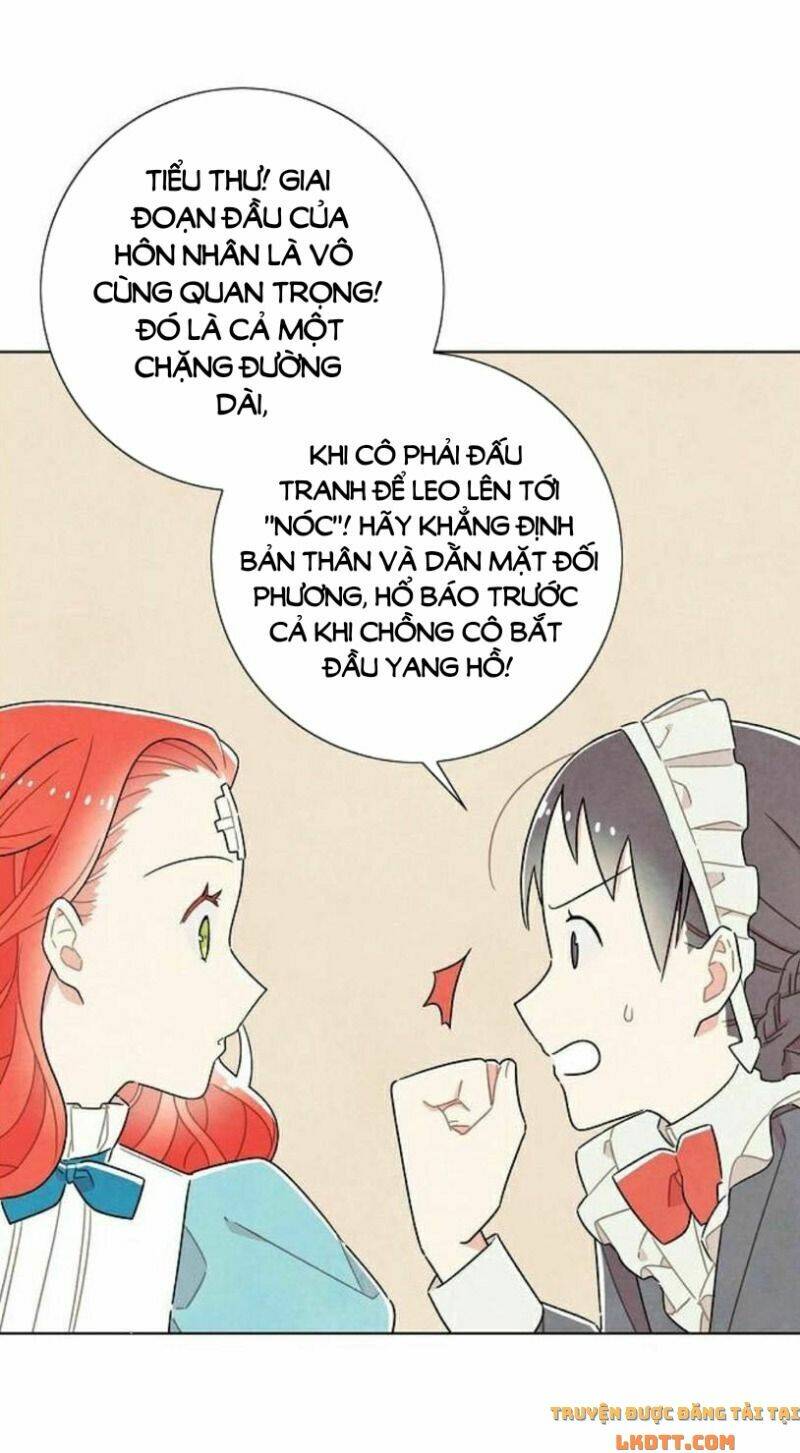 TIỂU THƯ! GIAI
ĐOẠN ĐẦU CỦA
HÔN NHÂN LÀ VÔ
CÙNG QUAN TRỌNG!
ĐÓ LÀ CẢ MỘT
CHẶNG ĐƯỜNG
DÀI,
KHI CÔ PHẢI ĐẤU
TRANH ĐỂ LEO LÊN TỚI
"NÓC"! HÃY KHẲNG ĐỊNH
BẢN THÂN VÀ DẰN MẶT ĐỐI
PHƯƠNG, HỔ BÁO TRƯỚC
CẢ KHI CHỒNG CÔ BẮT
ĐẦU YANG HỒ!
TRUYỆN ĐƯỢC ĐĂNG TẢI TẠI
LKDTT.COM